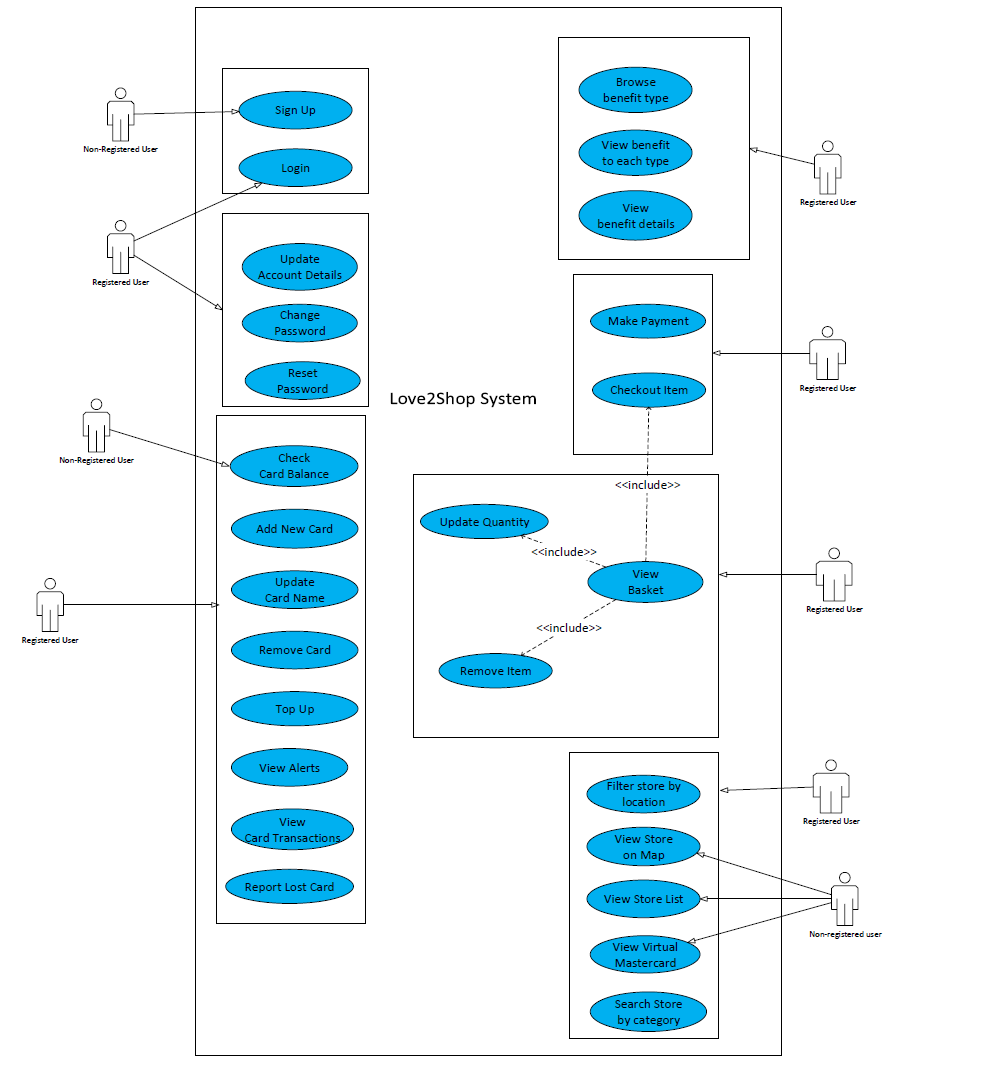 Sign Up
Login
Non-Registered User
Registered User
Update
Account Details
Change
Password
Reset
Password
Love2Shop System
Non-Registered User
Check
Card Balance
Add New Card
Update
Card Name
Registered User
Remove Card
Top Up
View Alerts
View
Card Transactions
Report Lost Card
Browse
benefit type
View benefit
to each type
View
benefit details
Registered User
Make Payment
Checkout Item
Registered User
<<include>>
Update Quantity
<<include>>
View
Basket
<<include>>
Remove Item
Registered User
Filter store by
location
View Store
on Map
View Store List
View Virtual
Mastercard
Search Store
by category
Registered User
Non-registered user